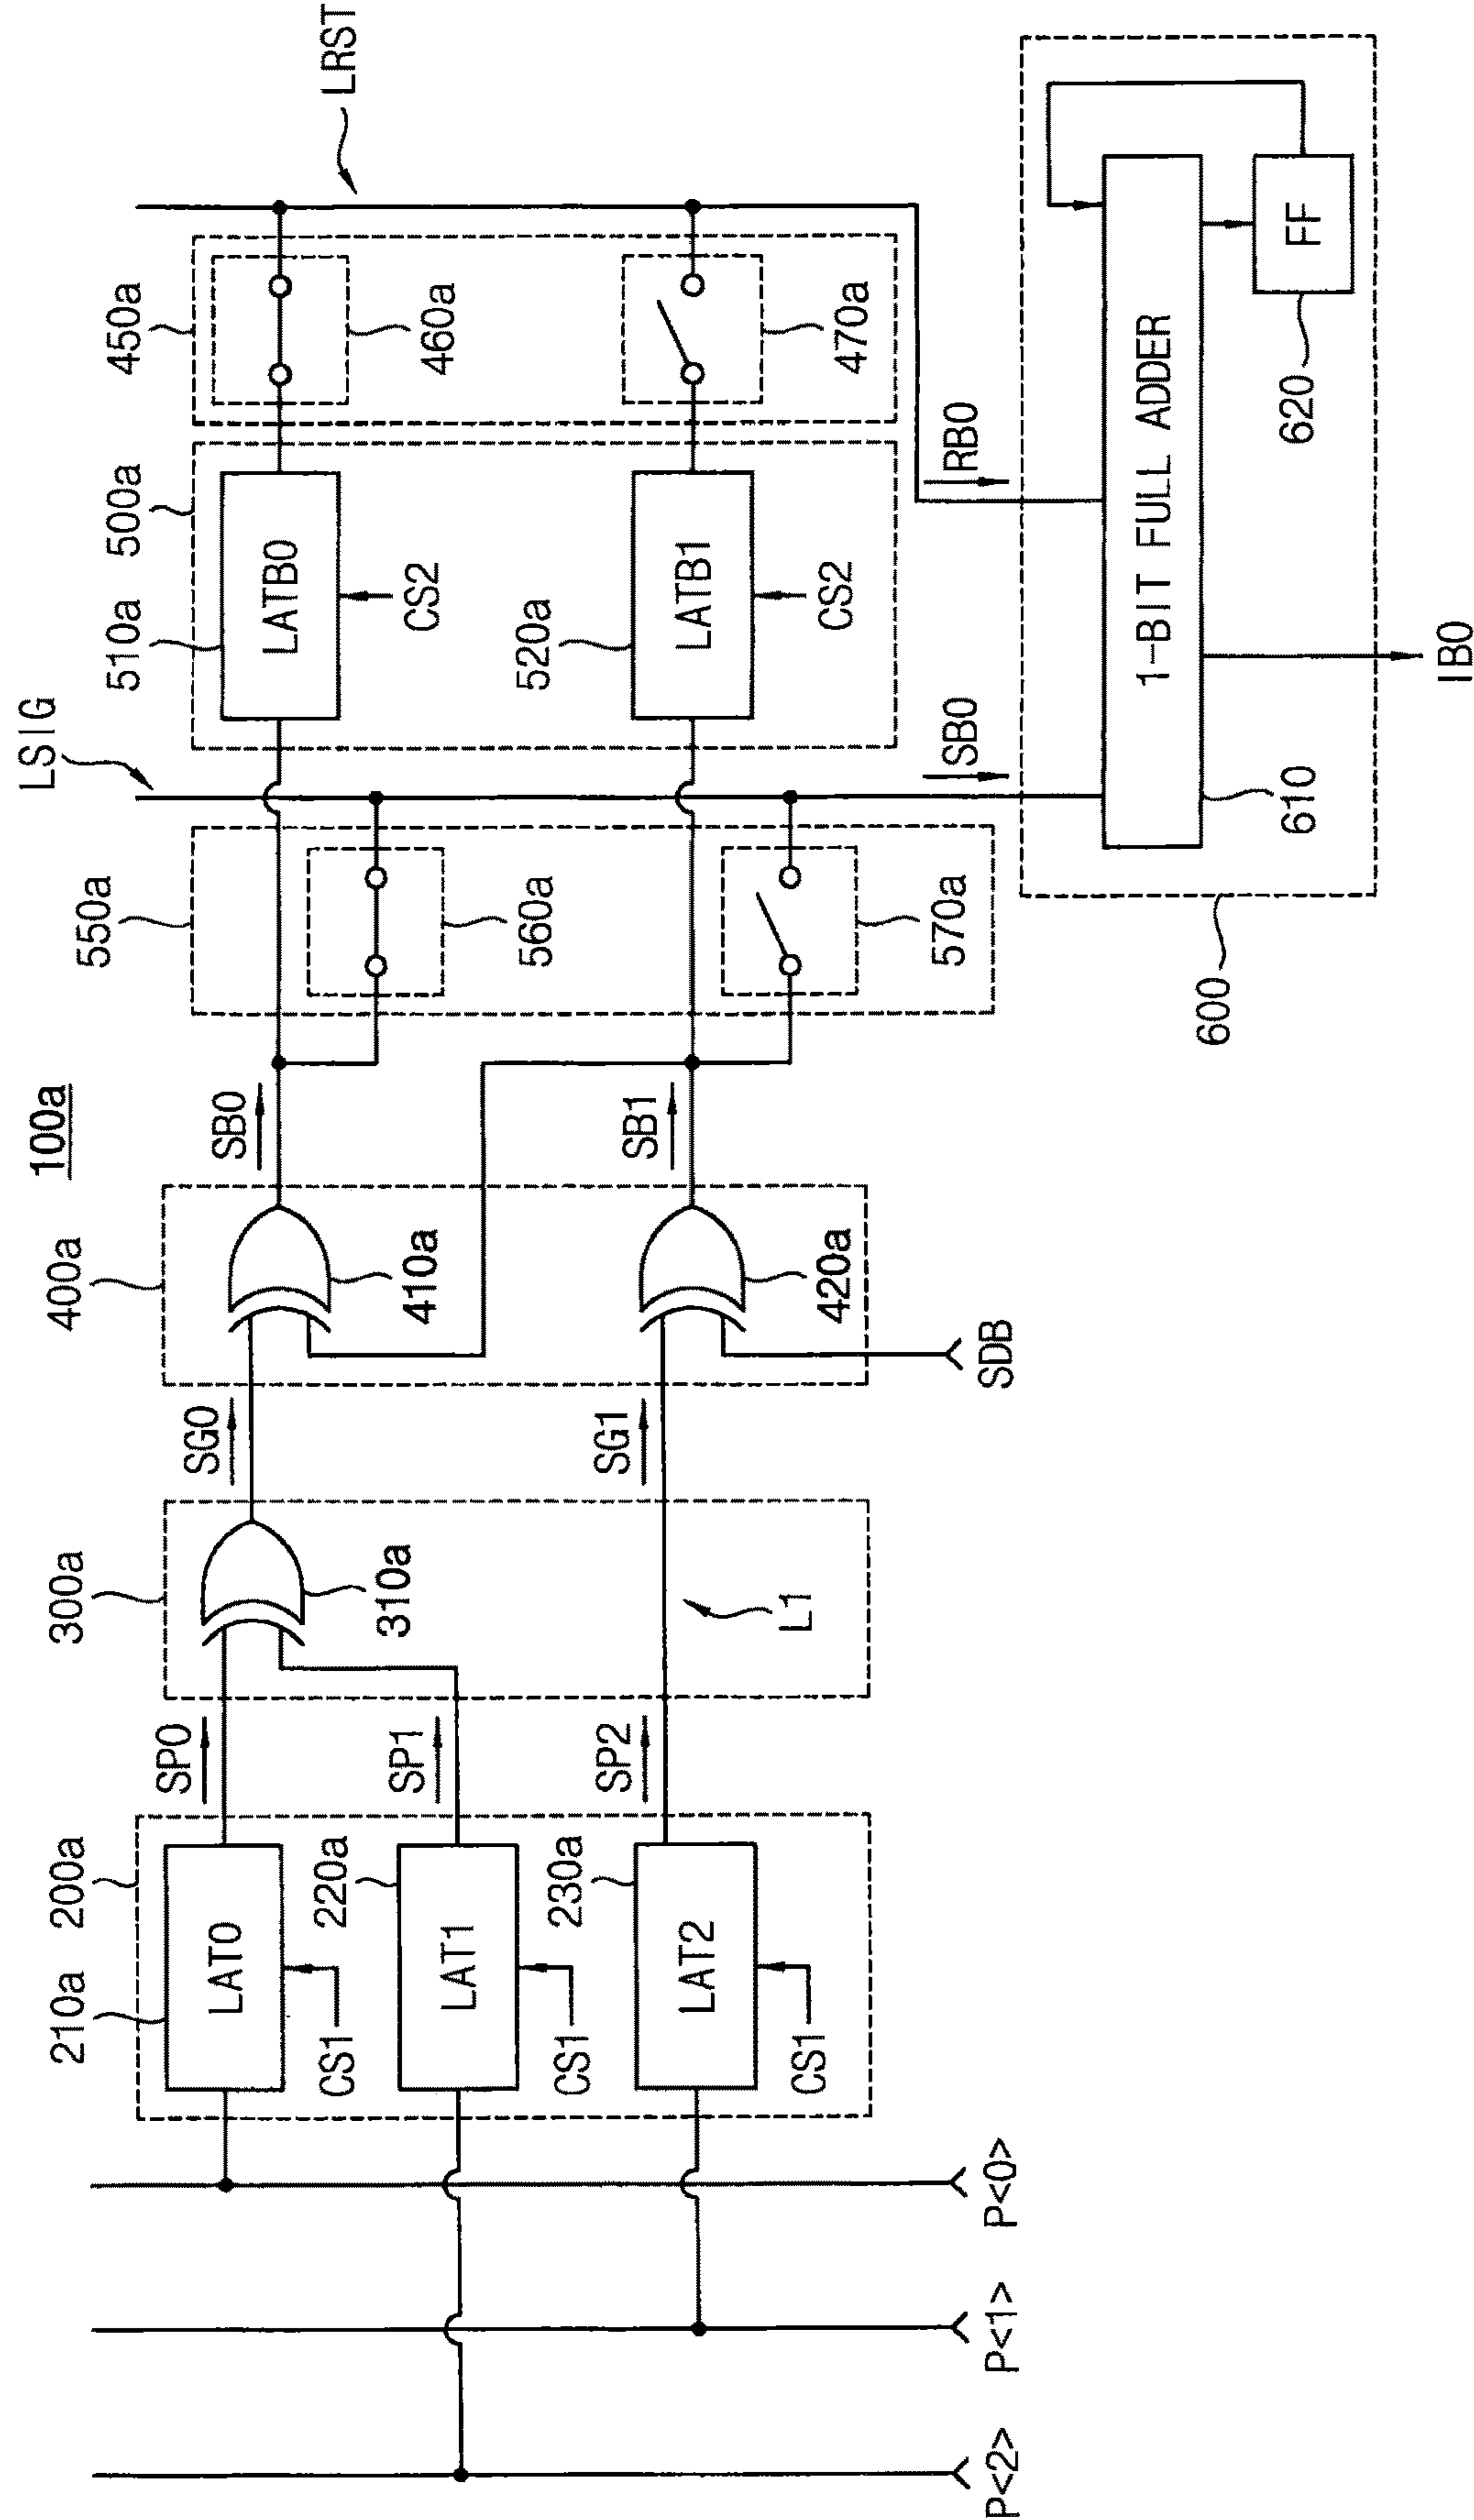 100a
200a
210a
LAT0
CS1
220a
LAT1
CS1
230a
LAT2
CS1
P<0>
P<1>
P<2>
SP0
SP1
SP2
300a
310a
L1
SG0
SG1
400a
410a
420a
SDB
SB0
SB1
550a
560a
570a
LSIG
500a
510a
LATB0
CS2
520a
LATB1
CS2
450a
460a
470a
LRST
SB0
RB0
600
610
1-BIT FULL ADDER
620
FF
IB0